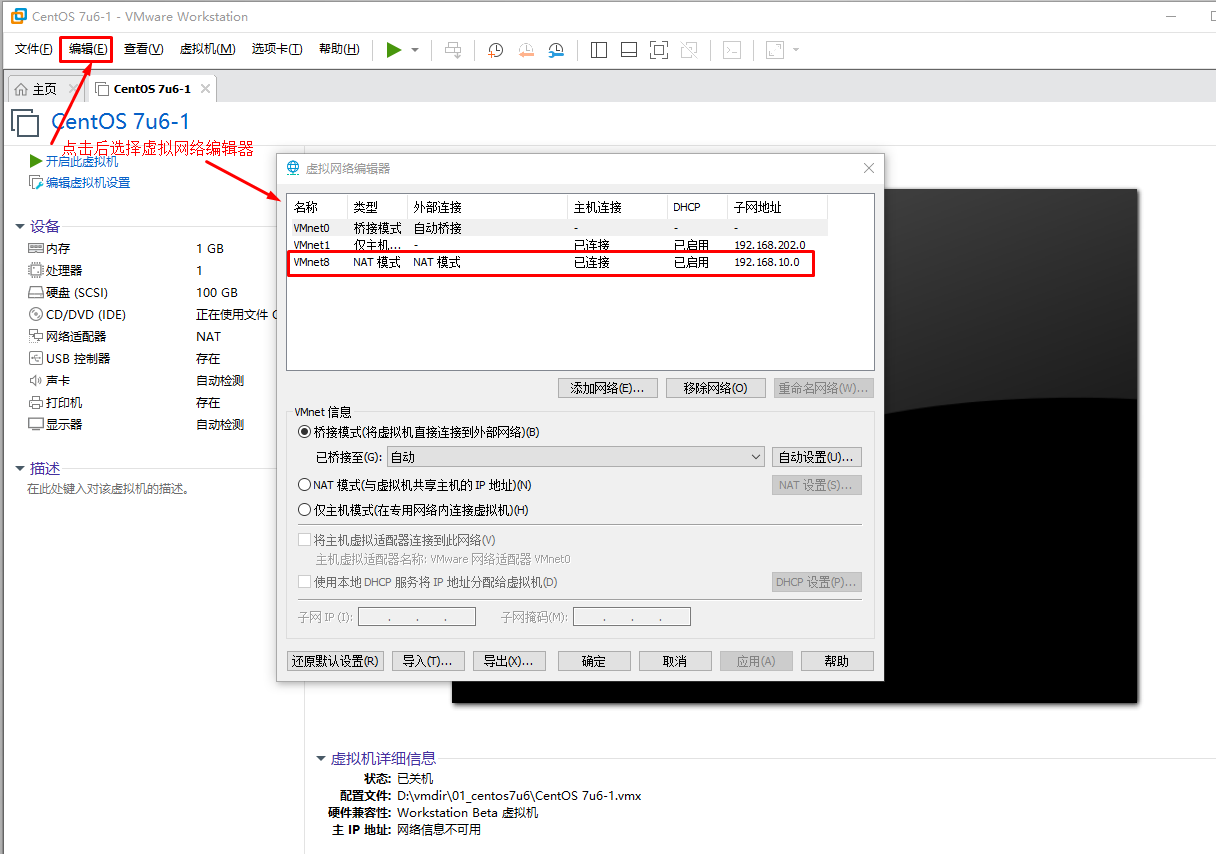 CentOS 7u6-1 - VMware Workstation
文件(F) 编辑(E) 查看(V) 虚拟机(M) 选项卡(T) 帮助(H)
主页 CentOS 7u6-1
CentOS 7u6-1
点击后选择虚拟网络编辑器
开启此虚拟机
编辑虚拟机设置
设备
内存 1 GB
处理器 1
硬盘 (SCSI) 100 GB
CD/DVD (IDE) 正在使用文件
网络适配器 NAT
USB 控制器 存在
声卡 自动检测
打印机 存在
显示器 自动检测
描述
在此处键入对该虚拟机的描述。
虚拟网络编辑器
名称 类型 外部连接 主机连接 DHCP 子网地址
VMnet0 桥接模式 自动桥接 - - -
VMnet1 仅主机... - 已连接 已启用 192.168.202.0
VMnet8 NAT 模式 NAT 模式 已连接 已启用 192.168.10.0
添加网络(E)... 移除网络(O) 重命名网络(W)...
VMnet 信息
桥接模式(将虚拟机直接连接到外部网络)(B)
已桥接至(G): 自动 自动设置(U)...
NAT 模式(与虚拟机共享主机的 IP 地址)(N) NAT 设置(S)...
仅主机模式(在专用网络内连接虚拟机)(H)
将主机虚拟适配器连接到此网络(V)
主机虚拟适配器名称: VMware 网络适配器 VMnet0
使用本地 DHCP 服务将 IP 地址分配给虚拟机(D) DHCP 设置(P)...
子网 IP (I): . . . 子网掩码(M): . . .
还原默认设置(R) 导入(T)... 导出(X)... 确定 取消 应用(A) 帮助
虚拟机详细信息
状态: 已关机
配置文件: D:\vmdir\01_centos7u6\CentOS 7u6-1.vmx
硬件兼容性: Workstation Beta 虚拟机
主 IP 地址: 网络信息不可用